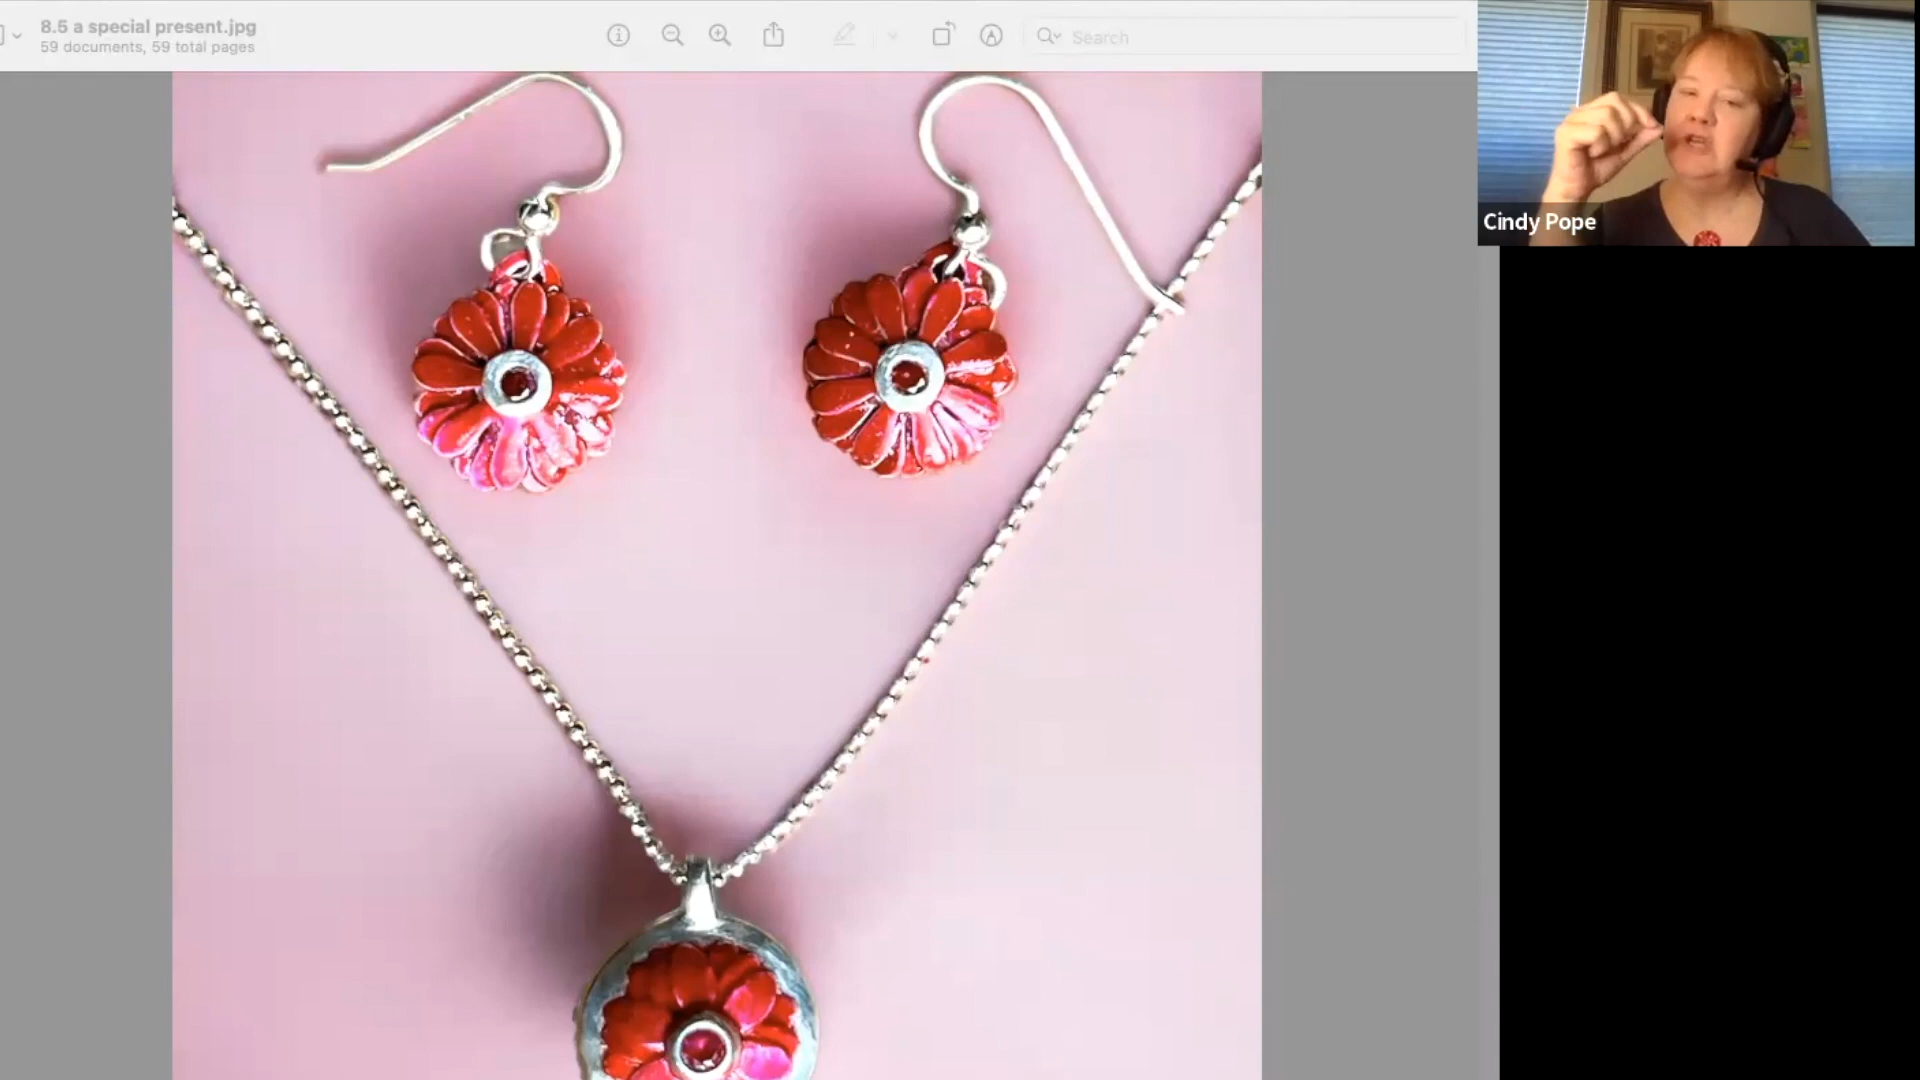 8.5 a special present.jpg
59 documents, 59 total pages
Search
Cindy Pope